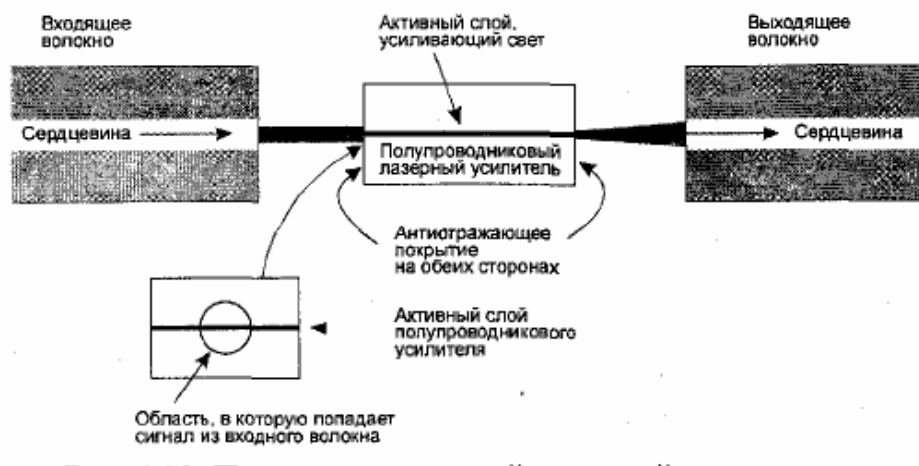 Входящее
волокно
Активный слой,
усиливающий свет
Выходящее
волокно
Сердцевина
Полупроводниковый
лазерный усилитель
Сердцевина
Антиотражающее
покрытие
на обеих сторонах
Активный слой
полупроводникового
усилителя
Область, в которую попадает
сигнал из входного волокна